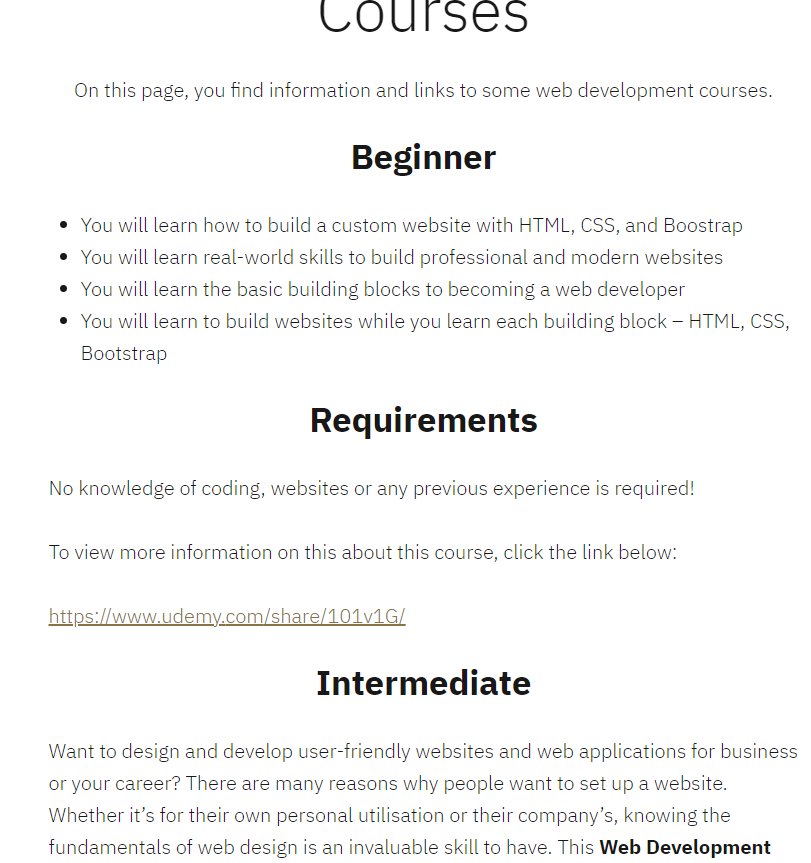 Courses
On this page, you find information and links to some web development courses.
Beginner
You will learn how to build a custom website with HTML, CSS, and Boostrap
You will learn real-world skills to build professional and modern websites
You will learn the basic building blocks to becoming a web developer
You will learn to build websites while you learn each building block – HTML, CSS,
Bootstrap
Requirements
No knowledge of coding, websites or any previous experience is required!
To view more information on this about this course, click the link below:
https://www.udemy.com/share/101v1G/
Intermediate
Want to design and develop user-friendly websites and web applications for business
or your career? There are many reasons why people want to set up a website.
Whether it’s for their own personal utilisation or their company’s, knowing the
fundamentals of web design is an invaluable skill to have. This Web Development